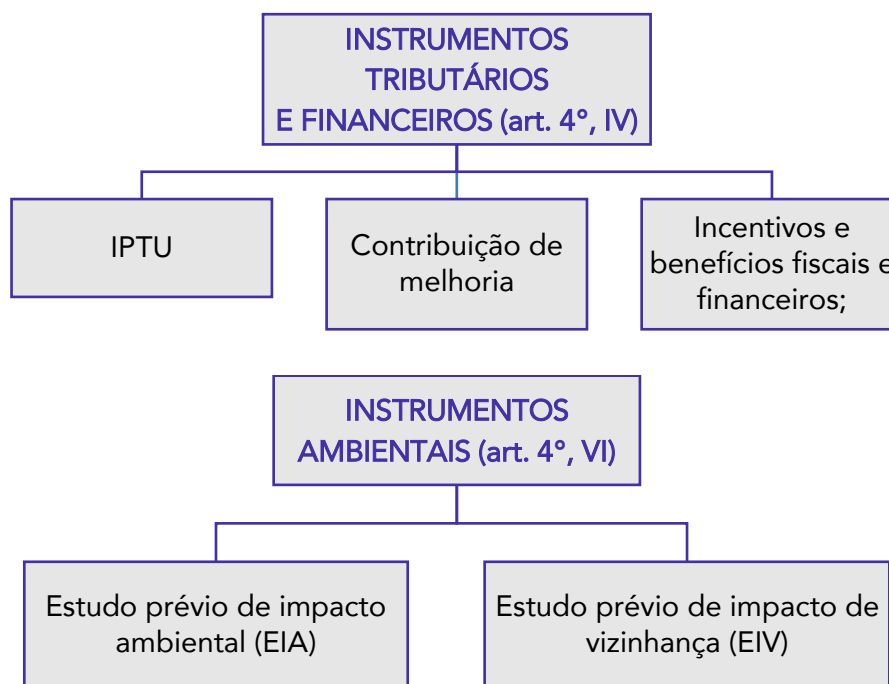 INSTRUMENTOS
TRIBUTÁRIOS
E FINANCEIROS (art. 4°, IV)
IPTU
Contribuição de
melhoria
Incentivos e
benefícios fiscais e
financeiros;
INSTRUMENTOS
AMBIENTAIS (art. 4°, VI)
Estudo prévio de impacto
ambiental (EIA)
Estudo prévio de impacto de
vizinhança (EIV)